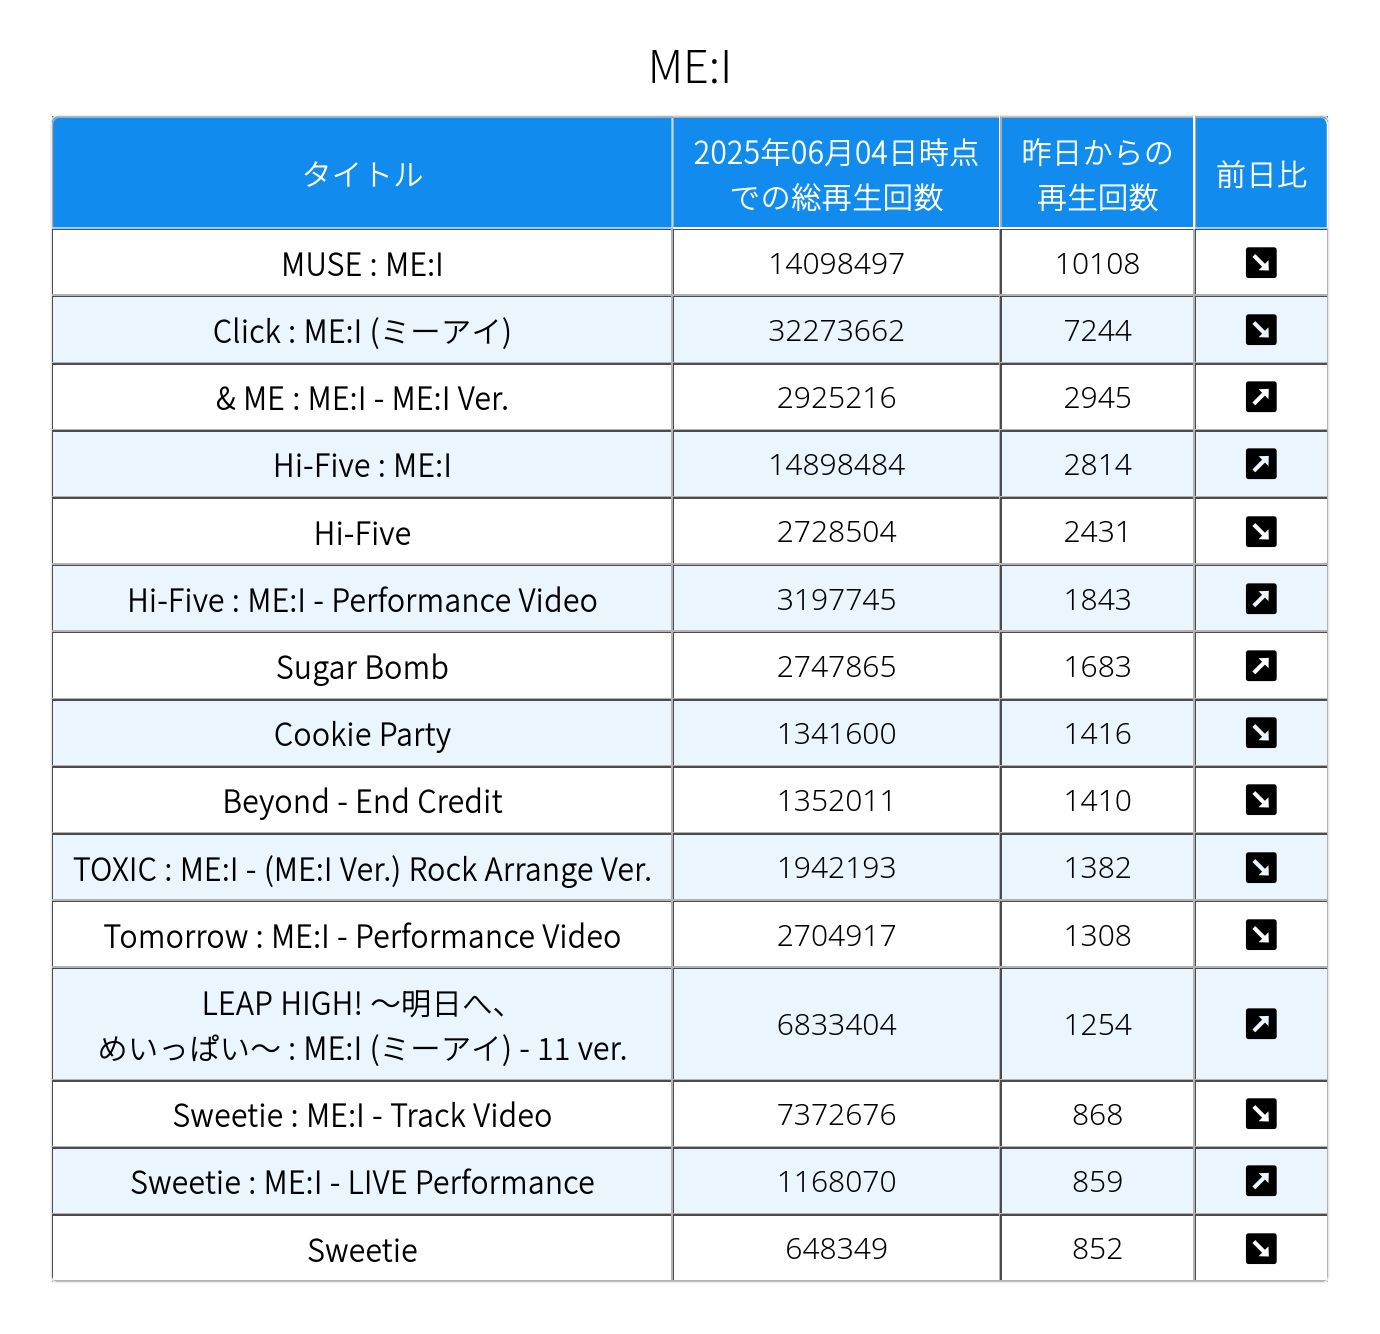 ME:I
タイトル
2025年06月04日時点
での総再生回数
昨日からの
再生回数
前日比
MUSE : ME:I 14098497 10108 ↘
Click : ME:I (ミーアイ) 32273662 7244 ↘
& ME : ME:I - ME:I Ver. 2925216 2945 ↗
Hi-Five : ME:I 14898484 2814 ↗
Hi-Five 2728504 2431 ↘
Hi-Five : ME:I - Performance Video 3197745 1843 ↗
Sugar Bomb 2747865 1683 ↗
Cookie Party 1341600 1416 ↘
Beyond - End Credit 1352011 1410 ↘
TOXIC : ME:I - (ME:I Ver.) Rock Arrange Ver. 1942193 1382 ↘
Tomorrow : ME:I - Performance Video 2704917 1308 ↘
LEAP HIGH! 〜明日へ、
めいっぱい〜 : ME:I (ミーアイ) - 11 ver. 6833404 1254 ↗
Sweetie : ME:I - Track Video 7372676 868 ↘
Sweetie : ME:I - LIVE Performance 1168070 859 ↗
Sweetie 648349 852 ↘